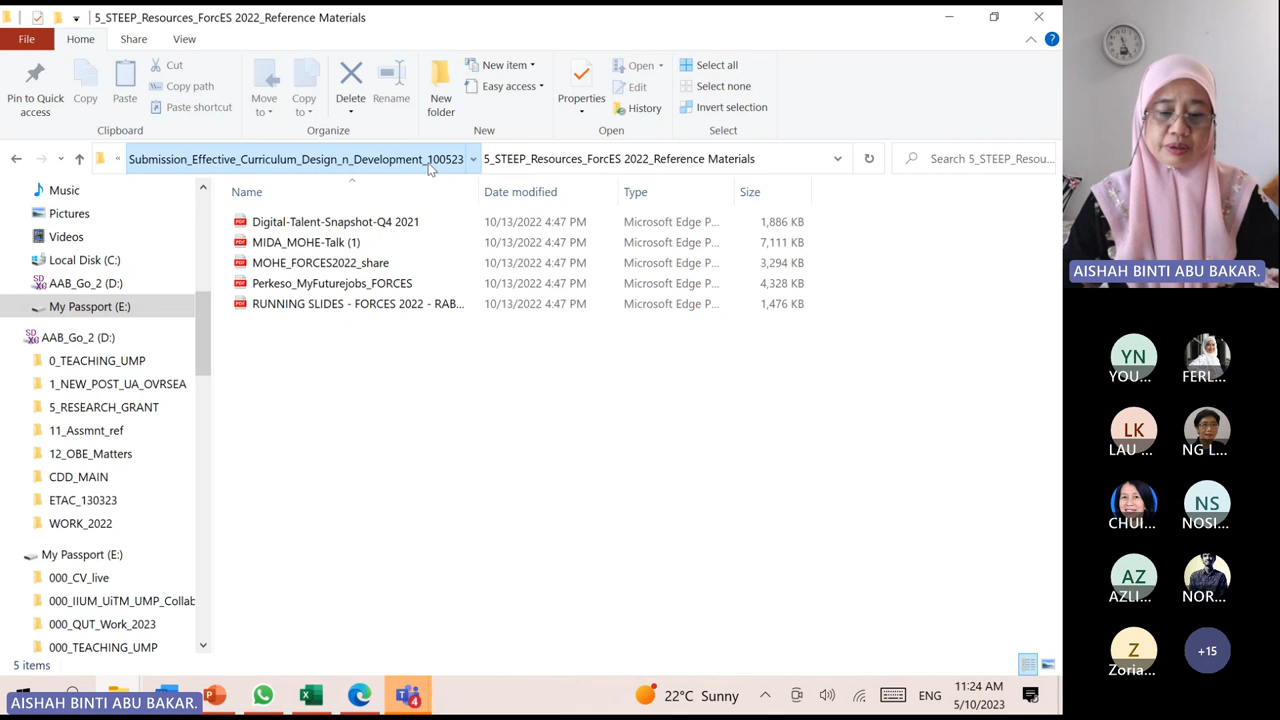 5_STEEP_Resources_ForcES 2022_Reference Materials
File
Home
Share
View
Pin to Quick access
Copy
Paste
Cut
Copy path
Paste shortcut
Move to
Copy to
Delete
Rename
New folder
New item
Easy access
Properties
Open
Edit
History
Select all
Select none
Invert selection
Clipboard
Organize
New
Open
Select
« Submission_Effective_Curriculum_Design_n_Development_100523
5_STEEP_Resources_ForcES 2022_Reference Materials
Search 5_STEEP_Resou...
Name
Date modified
Type
Size
Digital-Talent-Snapshot-Q4 2021 10/13/2022 4:47 PM Microsoft Edge P... 1,886 KB
MIDA_MOHE-Talk (1) 10/13/2022 4:47 PM Microsoft Edge P... 7,111 KB
MOHE_FORCES2022_share 10/13/2022 4:47 PM Microsoft Edge P... 3,294 KB
Perkeso_MyFuturejobs_FORCES 10/13/2022 4:47 PM Microsoft Edge P... 4,328 KB
RUNNING SLIDES - FORCES 2022 - RAB... 10/13/2022 4:47 PM Microsoft Edge P... 1,476 KB
Music
Pictures
Videos
Local Disk (C:)
AAB_Go_2 (D:)
My Passport (E:)
AAB_Go_2 (D:)
0_TEACHING_UMP
1_NEW_POST_UA_OVRSEA
5_RESEARCH_GRANT
11_Assmnt_ref
12_OBE_Matters
CDD_MAIN
ETAC_130323
WORK_2022
My Passport (E:)
000_CV_live
000_IIUM_UiTM_UMP_Collab
000_QUT_Work_2023
000_TEACHING_UMP
5 items
AISHAH BINTI ABU BAKAR.
4
22°C Sunny
ENG
11:24 AM
5/10/2023
AISHAH BINTI ABU BAKAR.
YN
YOU...
FERL...
LK
LAU ...
NG L...
CHUI...
NS
NOSI...
AZ
AZLI...
NOR...
Z
Zoria...
+15